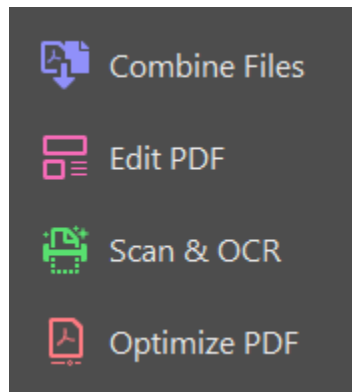 Combine Files
Edit PDF
Scan & OCR
Optimize PDF